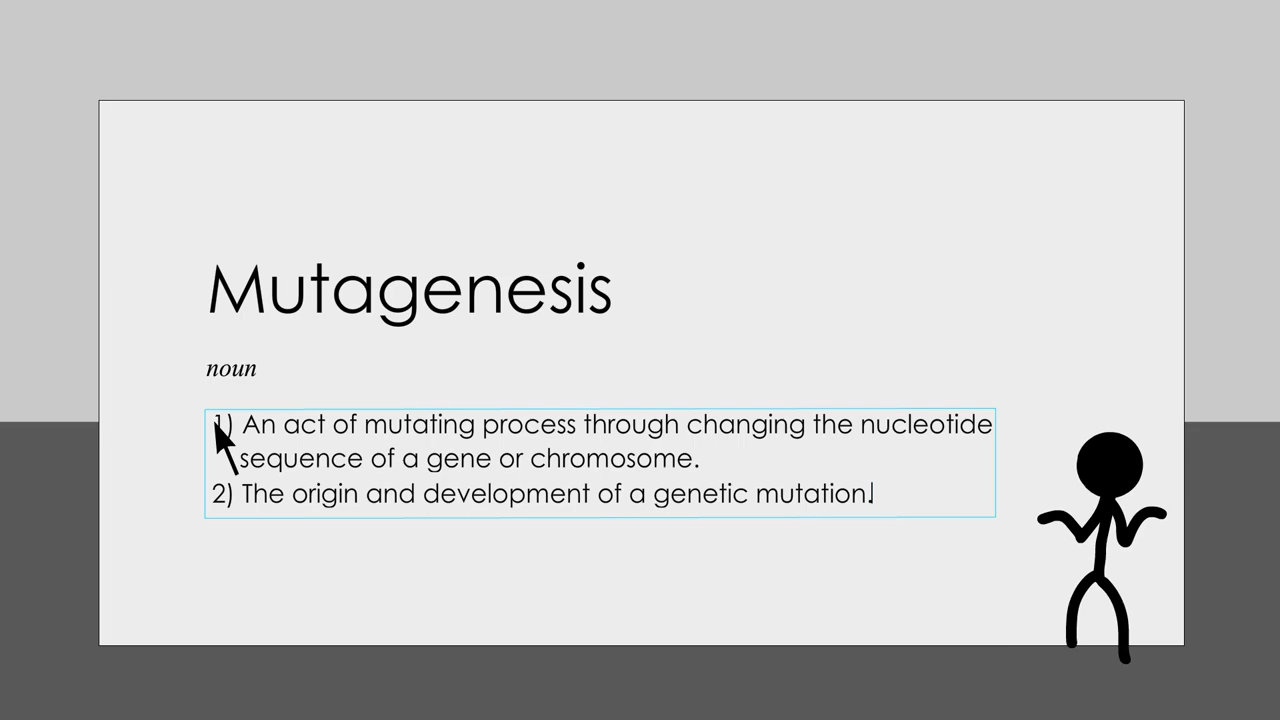 Mutagenesis
noun
1) An act of mutating process through changing the nucleotide
sequence of a gene or chromosome.
2) The origin and development of a genetic mutation.